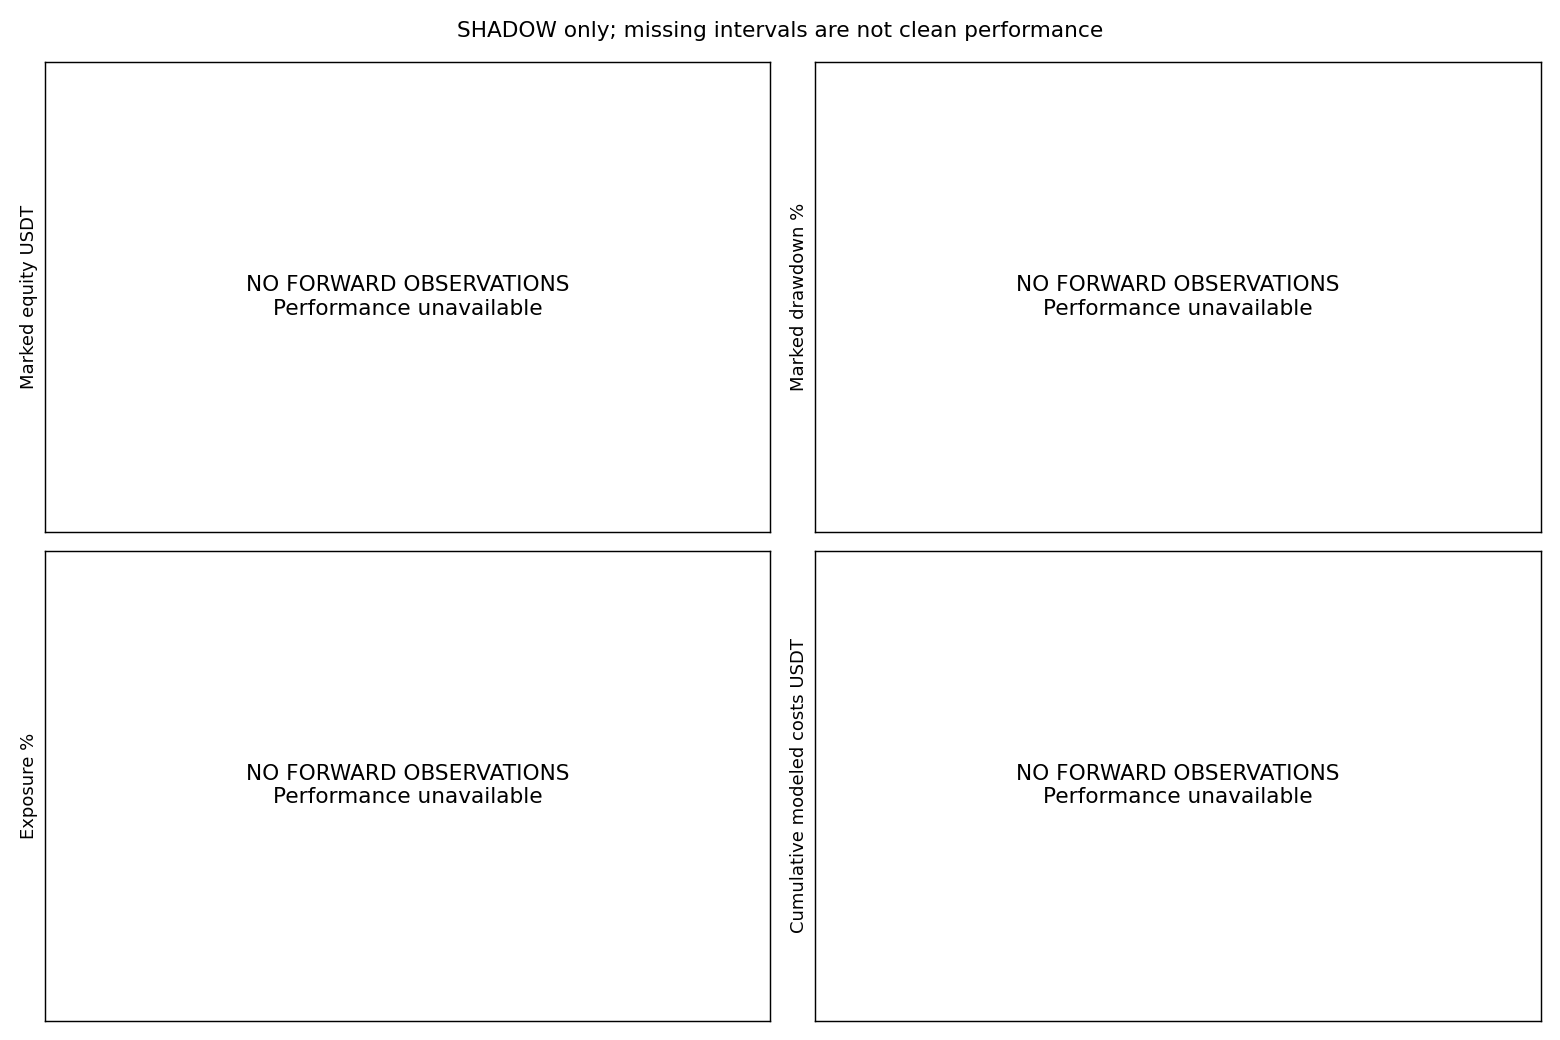 SHADOW only; missing intervals are not clean performance
Marked equity USDT
NO FORWARD OBSERVATIONS
Performance unavailable
Marked drawdown %
NO FORWARD OBSERVATIONS
Performance unavailable
Exposure %
NO FORWARD OBSERVATIONS
Performance unavailable
Cumulative modeled costs USDT
NO FORWARD OBSERVATIONS
Performance unavailable